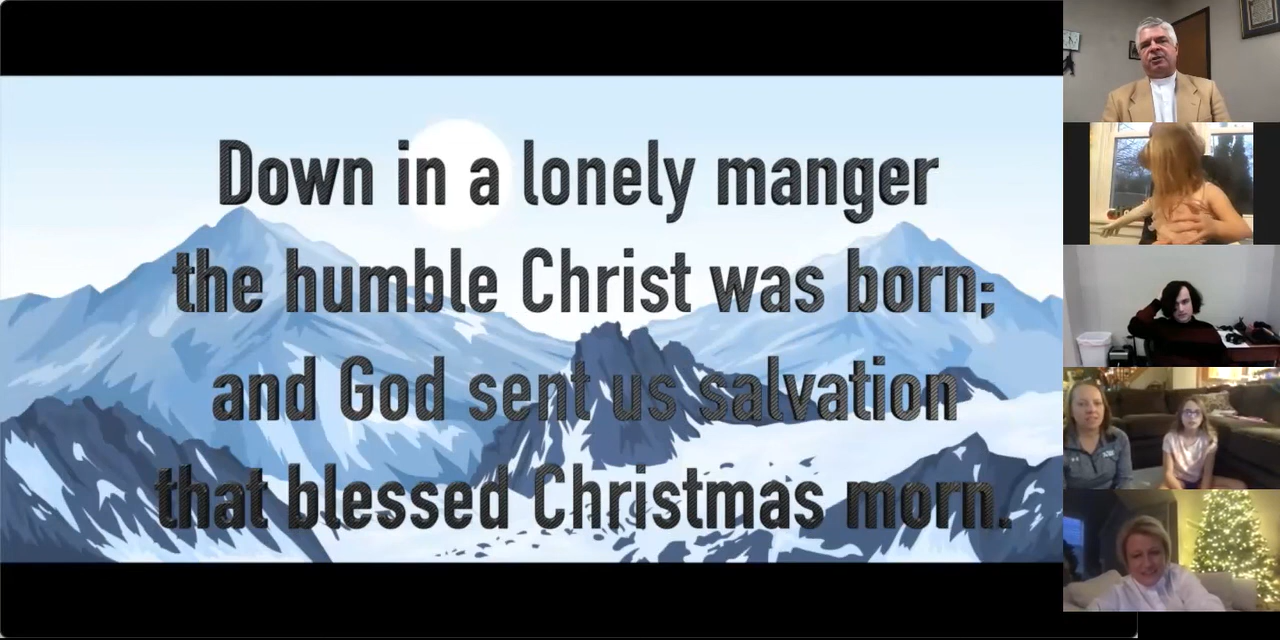 Down in a lonely manger
the humble Christ was born;
and God sent us salvation
that blessed Christmas morn.